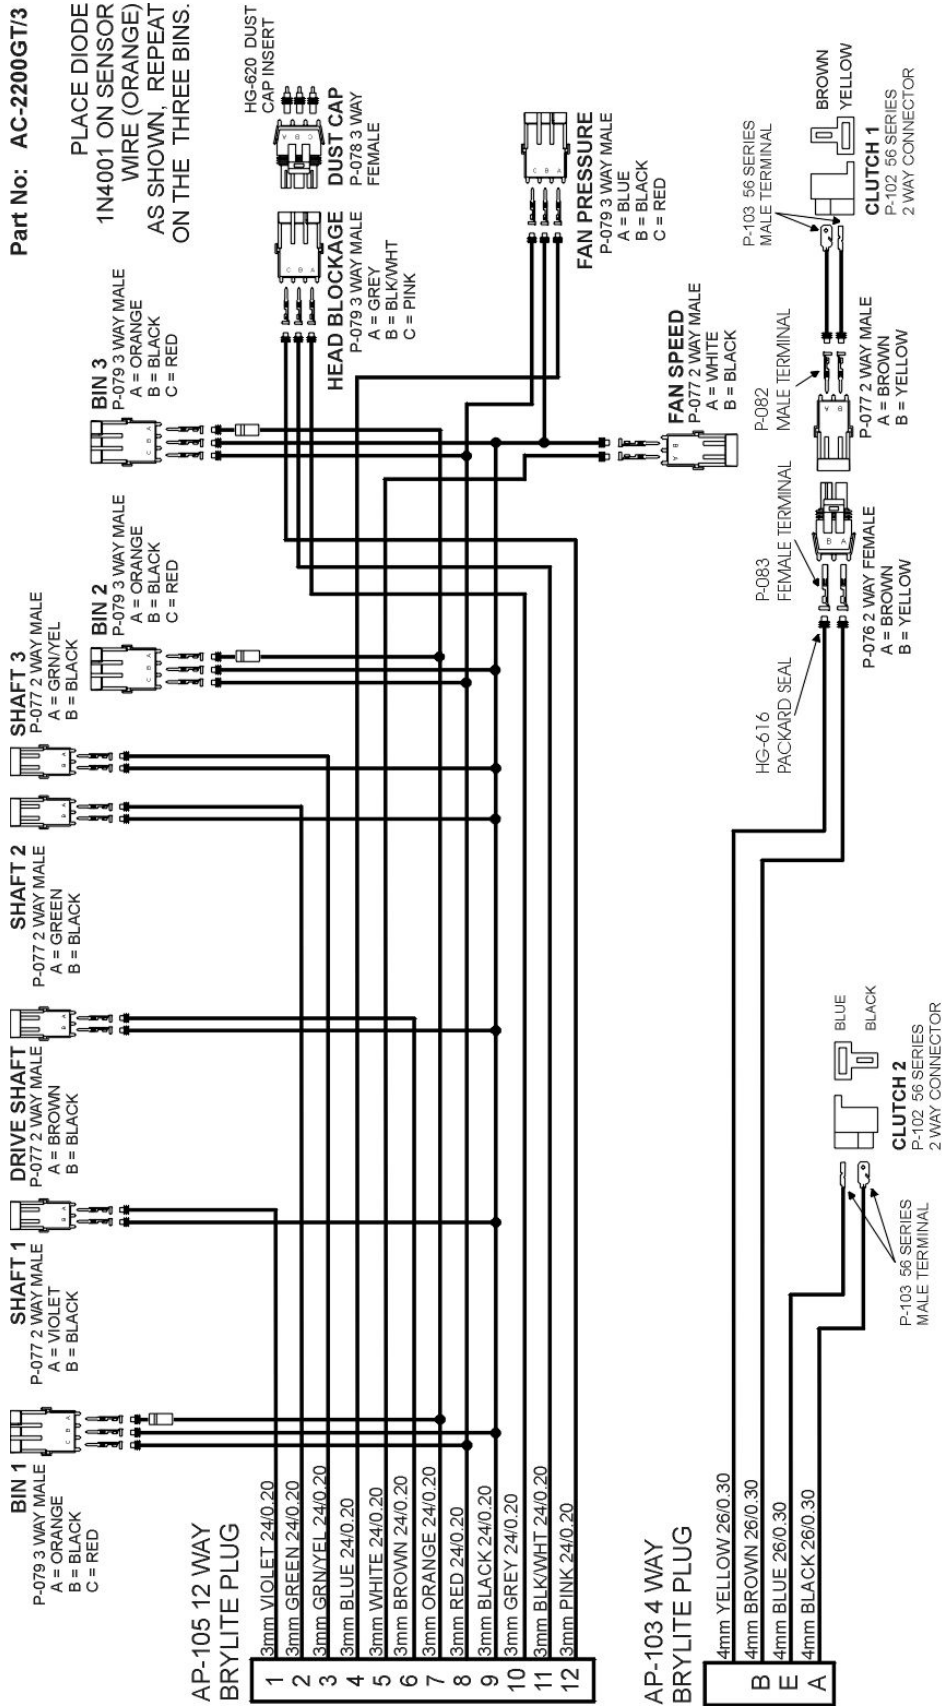 Part No: AC-2200GT/3
PLACE DIODE
1N4001 ON SENSOR
WIRE (ORANGE)
AS SHOWN, REPEAT
ON THE THREE BINS.
BIN 1
P-079 3 WAY MALE
A = ORANGE
B = BLACK
C = RED
C B A
SHAFT 1
P-077 2 WAY MALE
A = VIOLET
B = BLACK
B A
DRIVE SHAFT
P-077 2 WAY MALE
A = BROWN
B = BLACK
B A
SHAFT 2
P-077 2 WAY MALE
A = GREEN
B = BLACK
B A
SHAFT 3
P-077 2 WAY MALE
A = GRN/YEL
B = BLACK
B A
BIN 2
P-079 3 WAY MALE
A = ORANGE
B = BLACK
C = RED
C B A
BIN 3
P-079 3 WAY MALE
A = ORANGE
B = BLACK
C = RED
C B A
HEAD BLOCKAGE
P-079 3 WAY MALE
A = GREY
B = BLK/WHT
C = PINK
C B A
HG-620 DUST
CAP INSERT
DUST CAP
P-078 3 WAY
FEMALE
A B C
FAN PRESSURE
P-079 3 WAY MALE
A = BLUE
B = BLACK
C = RED
C B A
FAN SPEED
P-077 2 WAY MALE
A = WHITE
B = BLACK
A B
AP-105 12 WAY
BRYLITE PLUG
1 3mm VIOLET 24/0.20
2 3mm GREEN 24/0.20
3 3mm GRN/YEL 24/0.20
4 3mm BLUE 24/0.20
5 3mm WHITE 24/0.20
6 3mm BROWN 24/0.20
7 3mm ORANGE 24/0.20
8 3mm RED 24/0.20
9 3mm BLACK 24/0.20
10 3mm GREY 24/0.20
11 3mm BLK/WHT 24/0.20
12 3mm PINK 24/0.20
AP-103 4 WAY
BRYLITE PLUG
4mm YELLOW 26/0.30
B 4mm BROWN 26/0.30
E 4mm BLUE 26/0.30
A 4mm BLACK 26/0.30
P-103 56 SERIES
MALE TERMINAL
BLUE
BLACK
CLUTCH 2
P-102 56 SERIES
2 WAY CONNECTOR
HG-616
PACKARD SEAL
P-083
FEMALE TERMINAL
P-076 2 WAY FEMALE
A = BROWN
B = YELLOW
B A
P-082
MALE TERMINAL
P-077 2 WAY MALE
A = BROWN
B = YELLOW
B A
P-103 56 SERIES
MALE TERMINAL
BROWN
YELLOW
CLUTCH 1
P-102 56 SERIES
2 WAY CONNECTOR